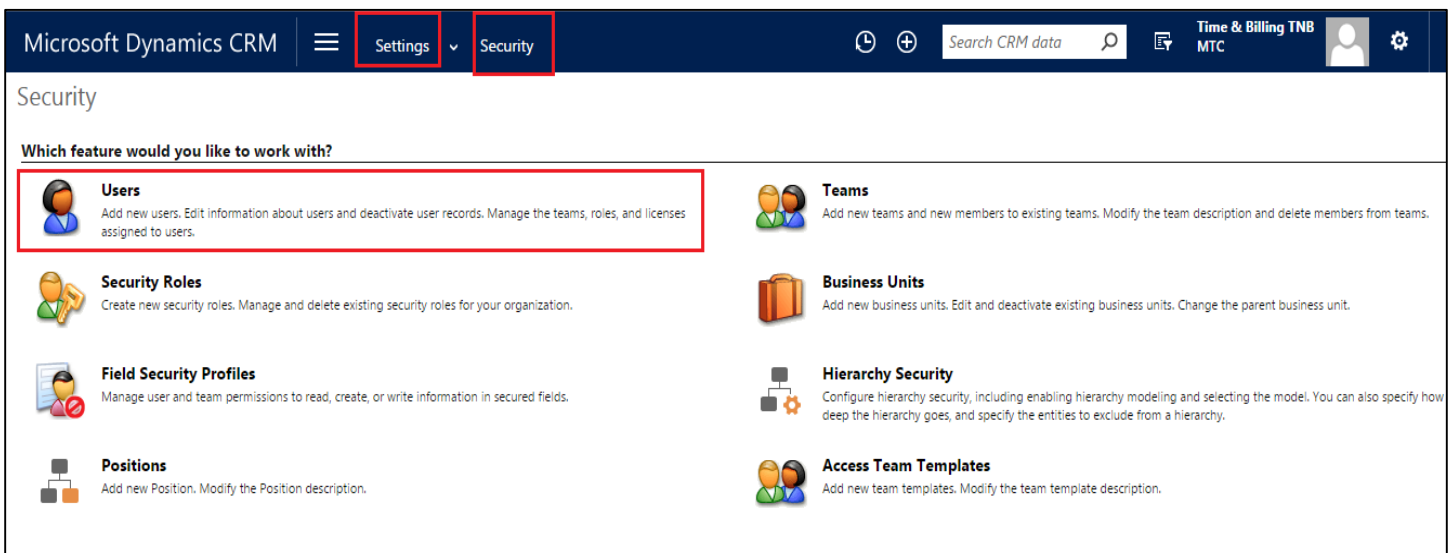 Microsoft Dynamics CRM
Settings
Security
Search CRM data
Time & Billing TNB
MTC
Security
Which feature would you like to work with?
Users
Add new users. Edit information about users and deactivate user records. Manage the teams, roles, and licenses
assigned to users.
Teams
Add new teams and new members to existing teams. Modify the team description and delete members from teams.
Security Roles
Create new security roles. Manage and delete existing security roles for your organization.
Business Units
Add new business units. Edit and deactivate existing business units. Change the parent business unit.
Field Security Profiles
Manage user and team permissions to read, create, or write information in secured fields.
Hierarchy Security
Configure hierarchy security, including enabling hierarchy modeling and selecting the model. You can also specify how
deep the hierarchy goes, and specify the entities to exclude from a hierarchy.
Positions
Add new Position. Modify the Position description.
Access Team Templates
Add new team templates. Modify the team template description.